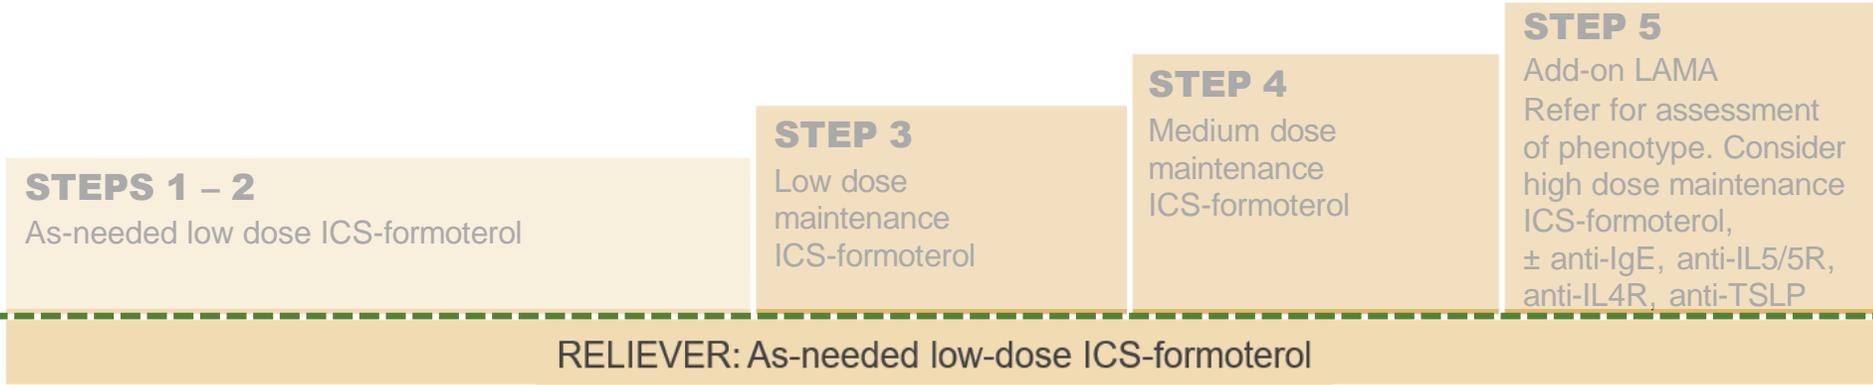 STEPS 1 – 2
As-needed low dose ICS-formoterol
STEP 3
Low dose
maintenance
ICS-formoterol
STEP 4
Medium dose
maintenance
ICS-formoterol
STEP 5
Add-on LAMA
Refer for assessment
of phenotype. Consider
high dose maintenance
ICS-formoterol,
± anti-IgE, anti-IL5/5R,
anti-IL4R, anti-TSLP
RELIEVER: As-needed low-dose ICS-formoterol